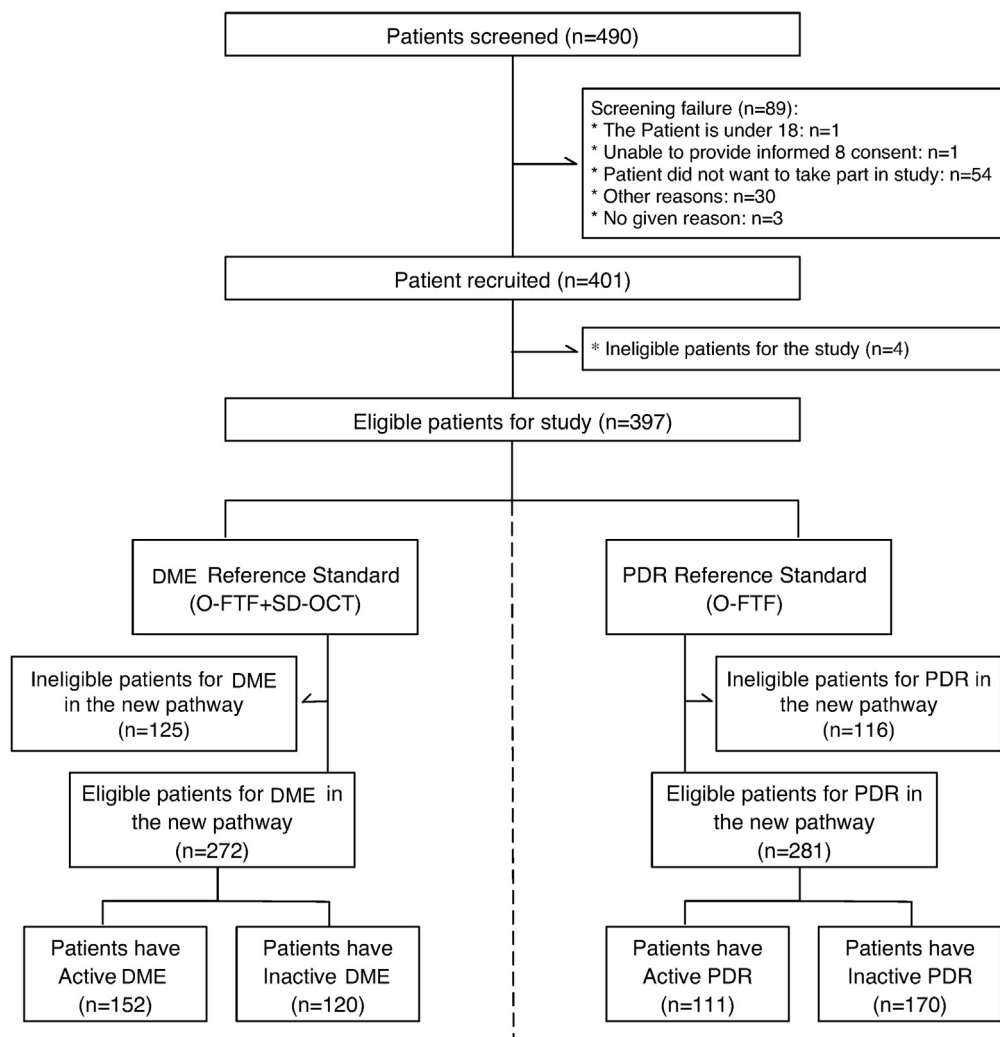 Patients screened (n=490)
Screening failure (n=89):
* The Patient is under 18: n=1
* Unable to provide informed 8 consent: n=1
* Patient did not want to take part in study: n=54
* Other reasons: n=30
* No given reason: n=3
Patient recruited (n=401)
* Ineligible patients for the study (n=4)
Eligible patients for study (n=397)
DME Reference Standard
(O-FTF+SD-OCT)
PDR Reference Standard
(O-FTF)
Ineligible patients for DME
in the new pathway
(n=125)
Ineligible patients for PDR in
the new pathway
(n=116)
Eligible patients for DME in
the new pathway
(n=272)
Eligible patients for PDR in
the new pathway
(n=281)
Patients have
Active DME
(n=152)
Patients have
Inactive DME
(n=120)
Patients have
Active PDR
(n=111)
Patients have
Inactive PDR
(n=170)